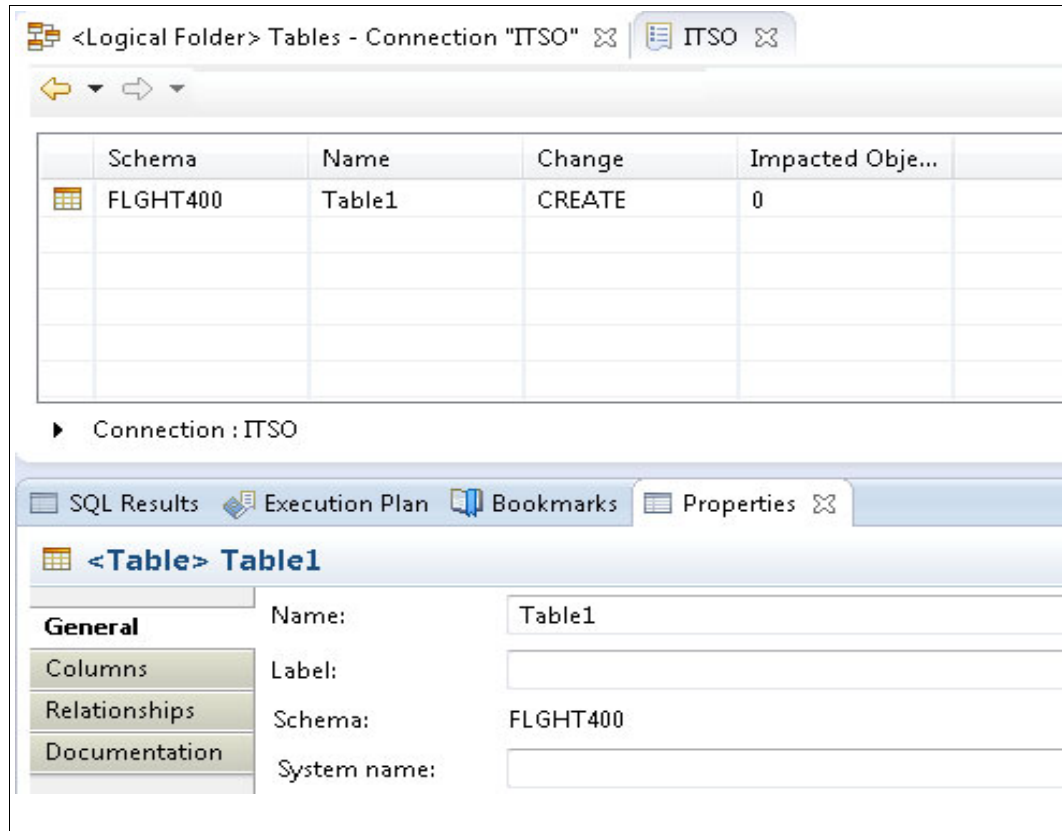 <Logical Folder> Tables - Connection "ITSO" ITSO
Schema Name Change Impacted Obje...
FLGHT400 Table1 CREATE 0
Connection : ITSO
SQL Results Execution Plan Bookmarks Properties
<Table> Table1
General
Columns
Relationships
Documentation
Name: Table1
Label:
Schema: FLGHT400
System name: